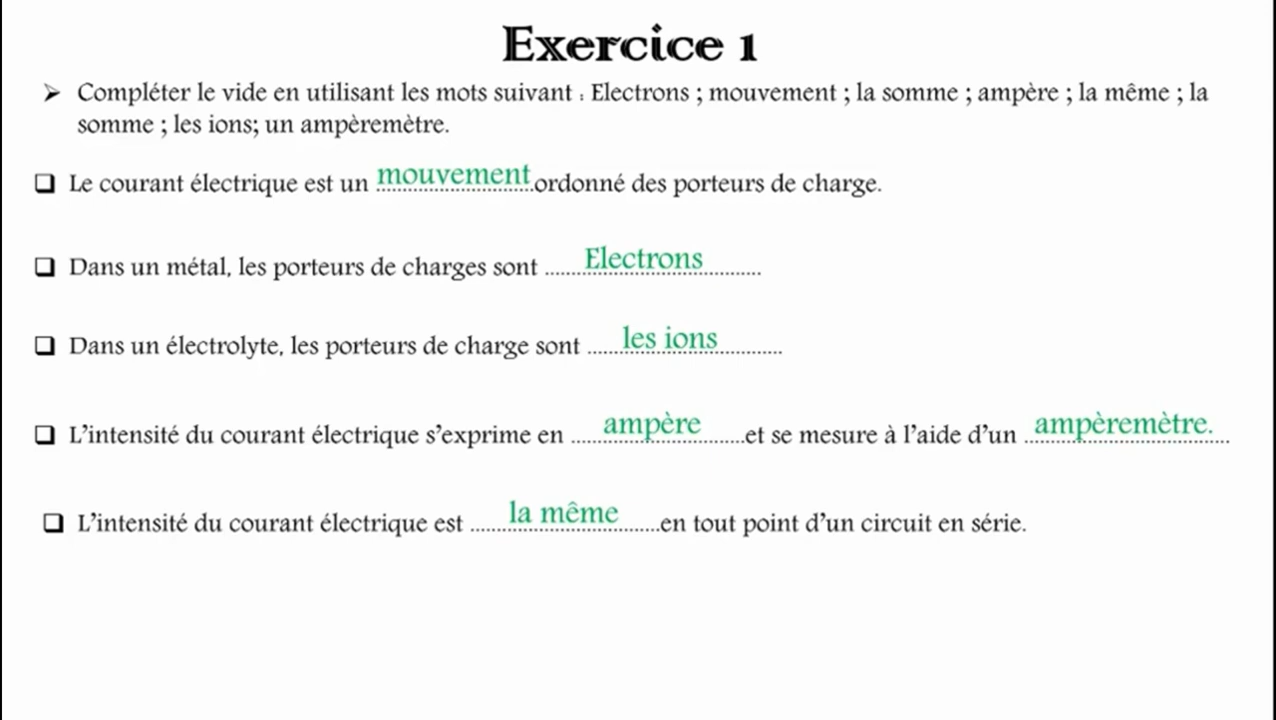 Exercice 1
➢ Compléter le vide en utilisant les mots suivant : Electrons ; mouvement ; la somme ; ampère ; la même ; la
somme ; les ions; un ampèremètre.
❑ Le courant électrique est un mouvement ordonné des porteurs de charge.
❑ Dans un métal, les porteurs de charges sont ......Electrons..............
❑ Dans un électrolyte, les porteurs de charge sont ......les ions..............
❑ L'intensité du courant électrique s'exprime en ......ampère........et se mesure à l'aide d'un ampèremètre.
❑ L'intensité du courant électrique est ......la même........en tout point d'un circuit en série.